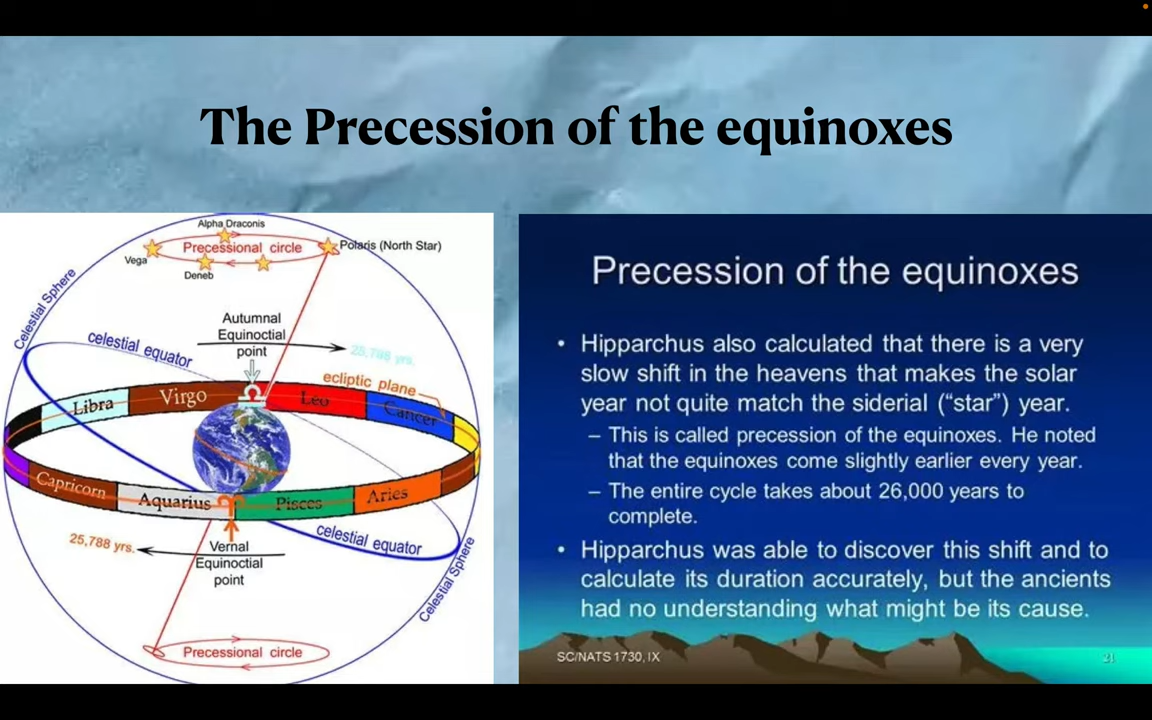 The Precession of the equinoxes
Alpha Draconis
Precessional circle
Polaris (North Star)
Vega
Deneb
Celestial Sphere
celestial equator
Autumnal
Equinoctial
point
25,788 yrs.
ecliptic plane
Libra
Virgo
Leo
Cancer
Capricorn
Aquarius
Pisces
Aries
25,788 yrs.
Vernal
Equinoctial
point
celestial equator
Celestial Sphere
Precessional circle
Precession of the equinoxes
• Hipparchus also calculated that there is a very
slow shift in the heavens that makes the solar
year not quite match the siderial (“star”) year.
– This is called precession of the equinoxes. He noted
that the equinoxes come slightly earlier every year.
– The entire cycle takes about 26,000 years to
complete.
• Hipparchus was able to discover this shift and to
calculate its duration accurately, but the ancients
had no understanding what might be its cause.
SC/NATS 1730, IX
21